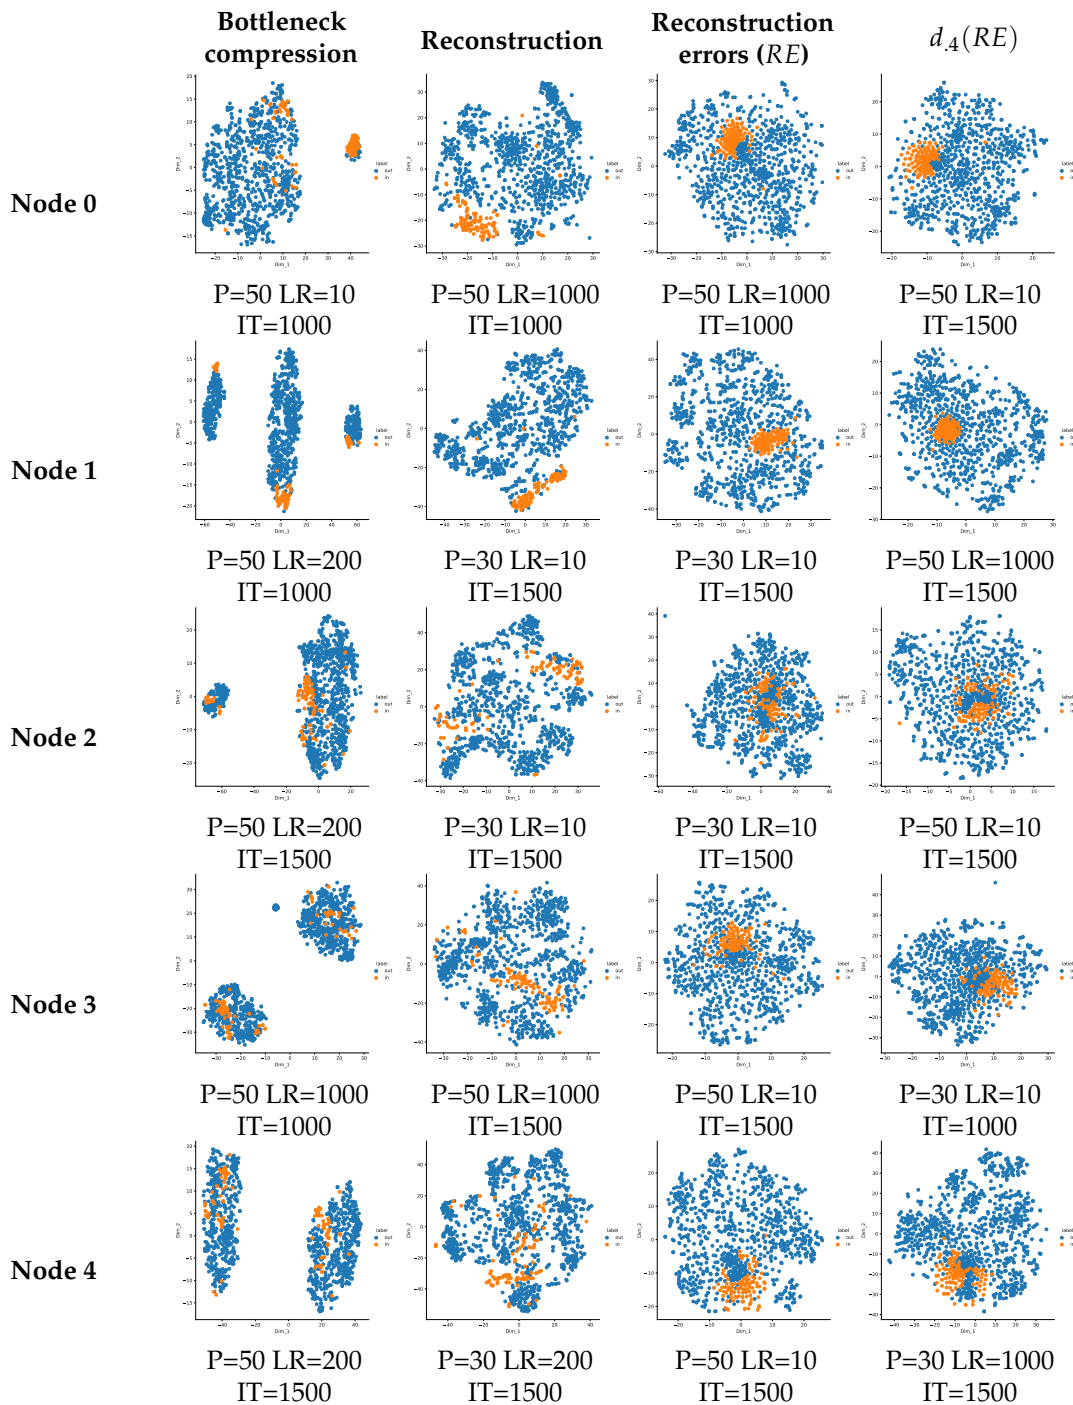 Bottleneck compression
Reconstruction
Reconstruction errors (RE)
d.4(RE)
Node 0
P=50 LR=10 IT=1000
P=50 LR=1000 IT=1000
P=50 LR=1000 IT=1000
P=50 LR=10 IT=1500
Node 1
P=50 LR=200 IT=1000
P=30 LR=10 IT=1500
P=30 LR=10 IT=1500
P=50 LR=1000 IT=1500
Node 2
P=50 LR=200 IT=1500
P=30 LR=10 IT=1500
P=30 LR=10 IT=1500
P=50 LR=10 IT=1500
Node 3
P=50 LR=1000 IT=1000
P=50 LR=1000 IT=1500
P=50 LR=10 IT=1500
P=30 LR=10 IT=1000
Node 4
P=50 LR=200 IT=1500
P=30 LR=200 IT=1500
P=50 LR=10 IT=1500
P=30 LR=1000 IT=1500
Dim_1
Dim_2
label
out
in